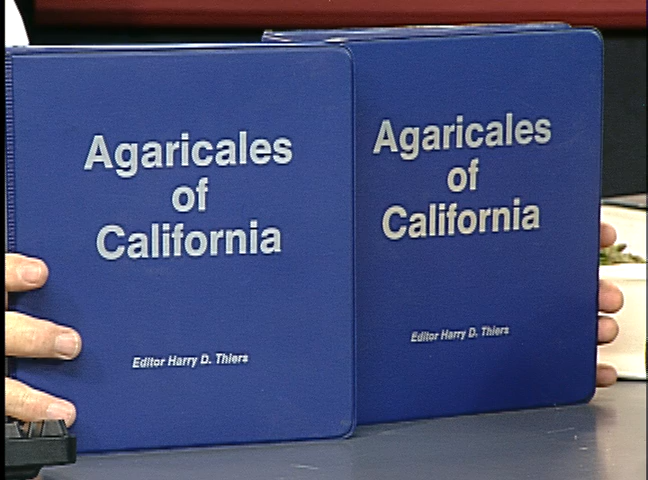 Agaricales
of
California
Editor Harry D. Thiers
Agaricales
of
California
Editor Harry D. Thiers